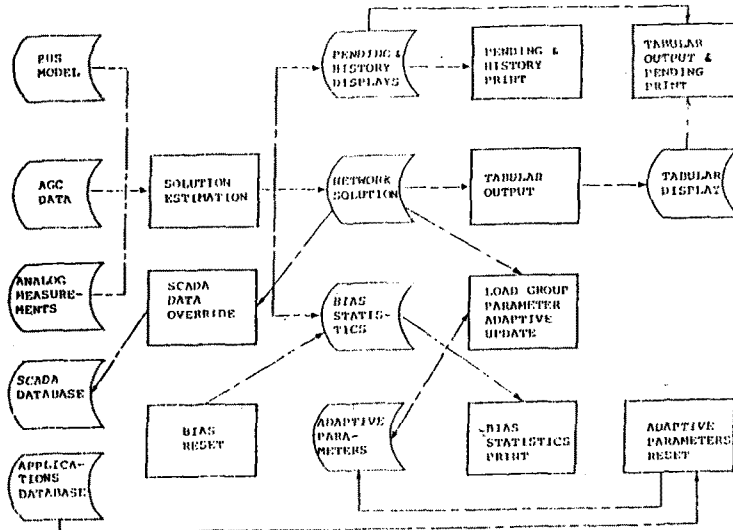 BUS
MODEL
PENDING &
HISTORY
DISPLAYS
PENDING &
HISTORY
PRINT
TABULAR
OUTPUT &
PENDING
PRINT
AGC
DATA
SOLUTION
ESTIMATION
NETWORK
SOLUTION
TABULAR
OUTPUT
TABULAR
DISPLAY
ANALOG
MEASURE-
MENTS
SCADA
DATA
OVERRIDE
BIAS
STATIS-
TICS
LOAD GROUP
PARAMETER
ADAPTIVE
UPDATE
SCADA
DATABASE
BIAS
RESET
ADAPTIVE
PARA-
METERS
BIAS
STATISTICS
PRINT
ADAPTIVE
PARAMETERS
RESET
APPLICA-
TIONS
DATABASE